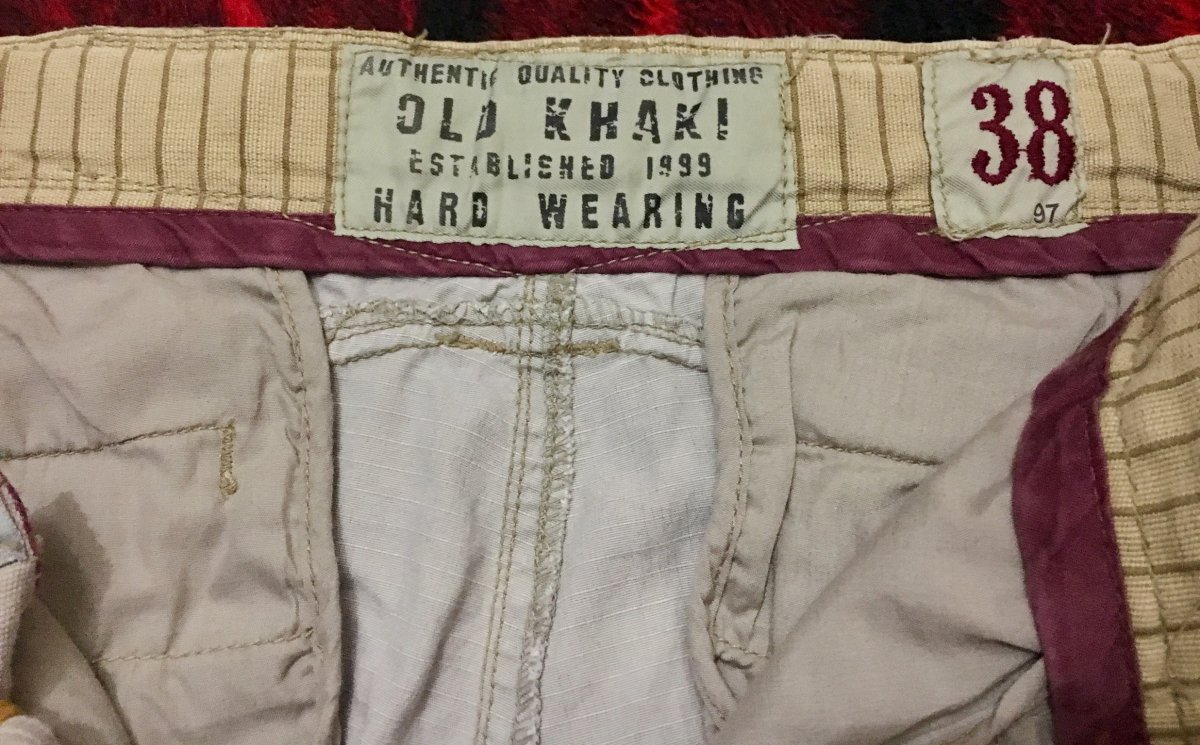 AUTHENTIC QUALITY CLOTHING
OLD KHAKI
ESTABLISHED 1999
HARD WEARING
38
97